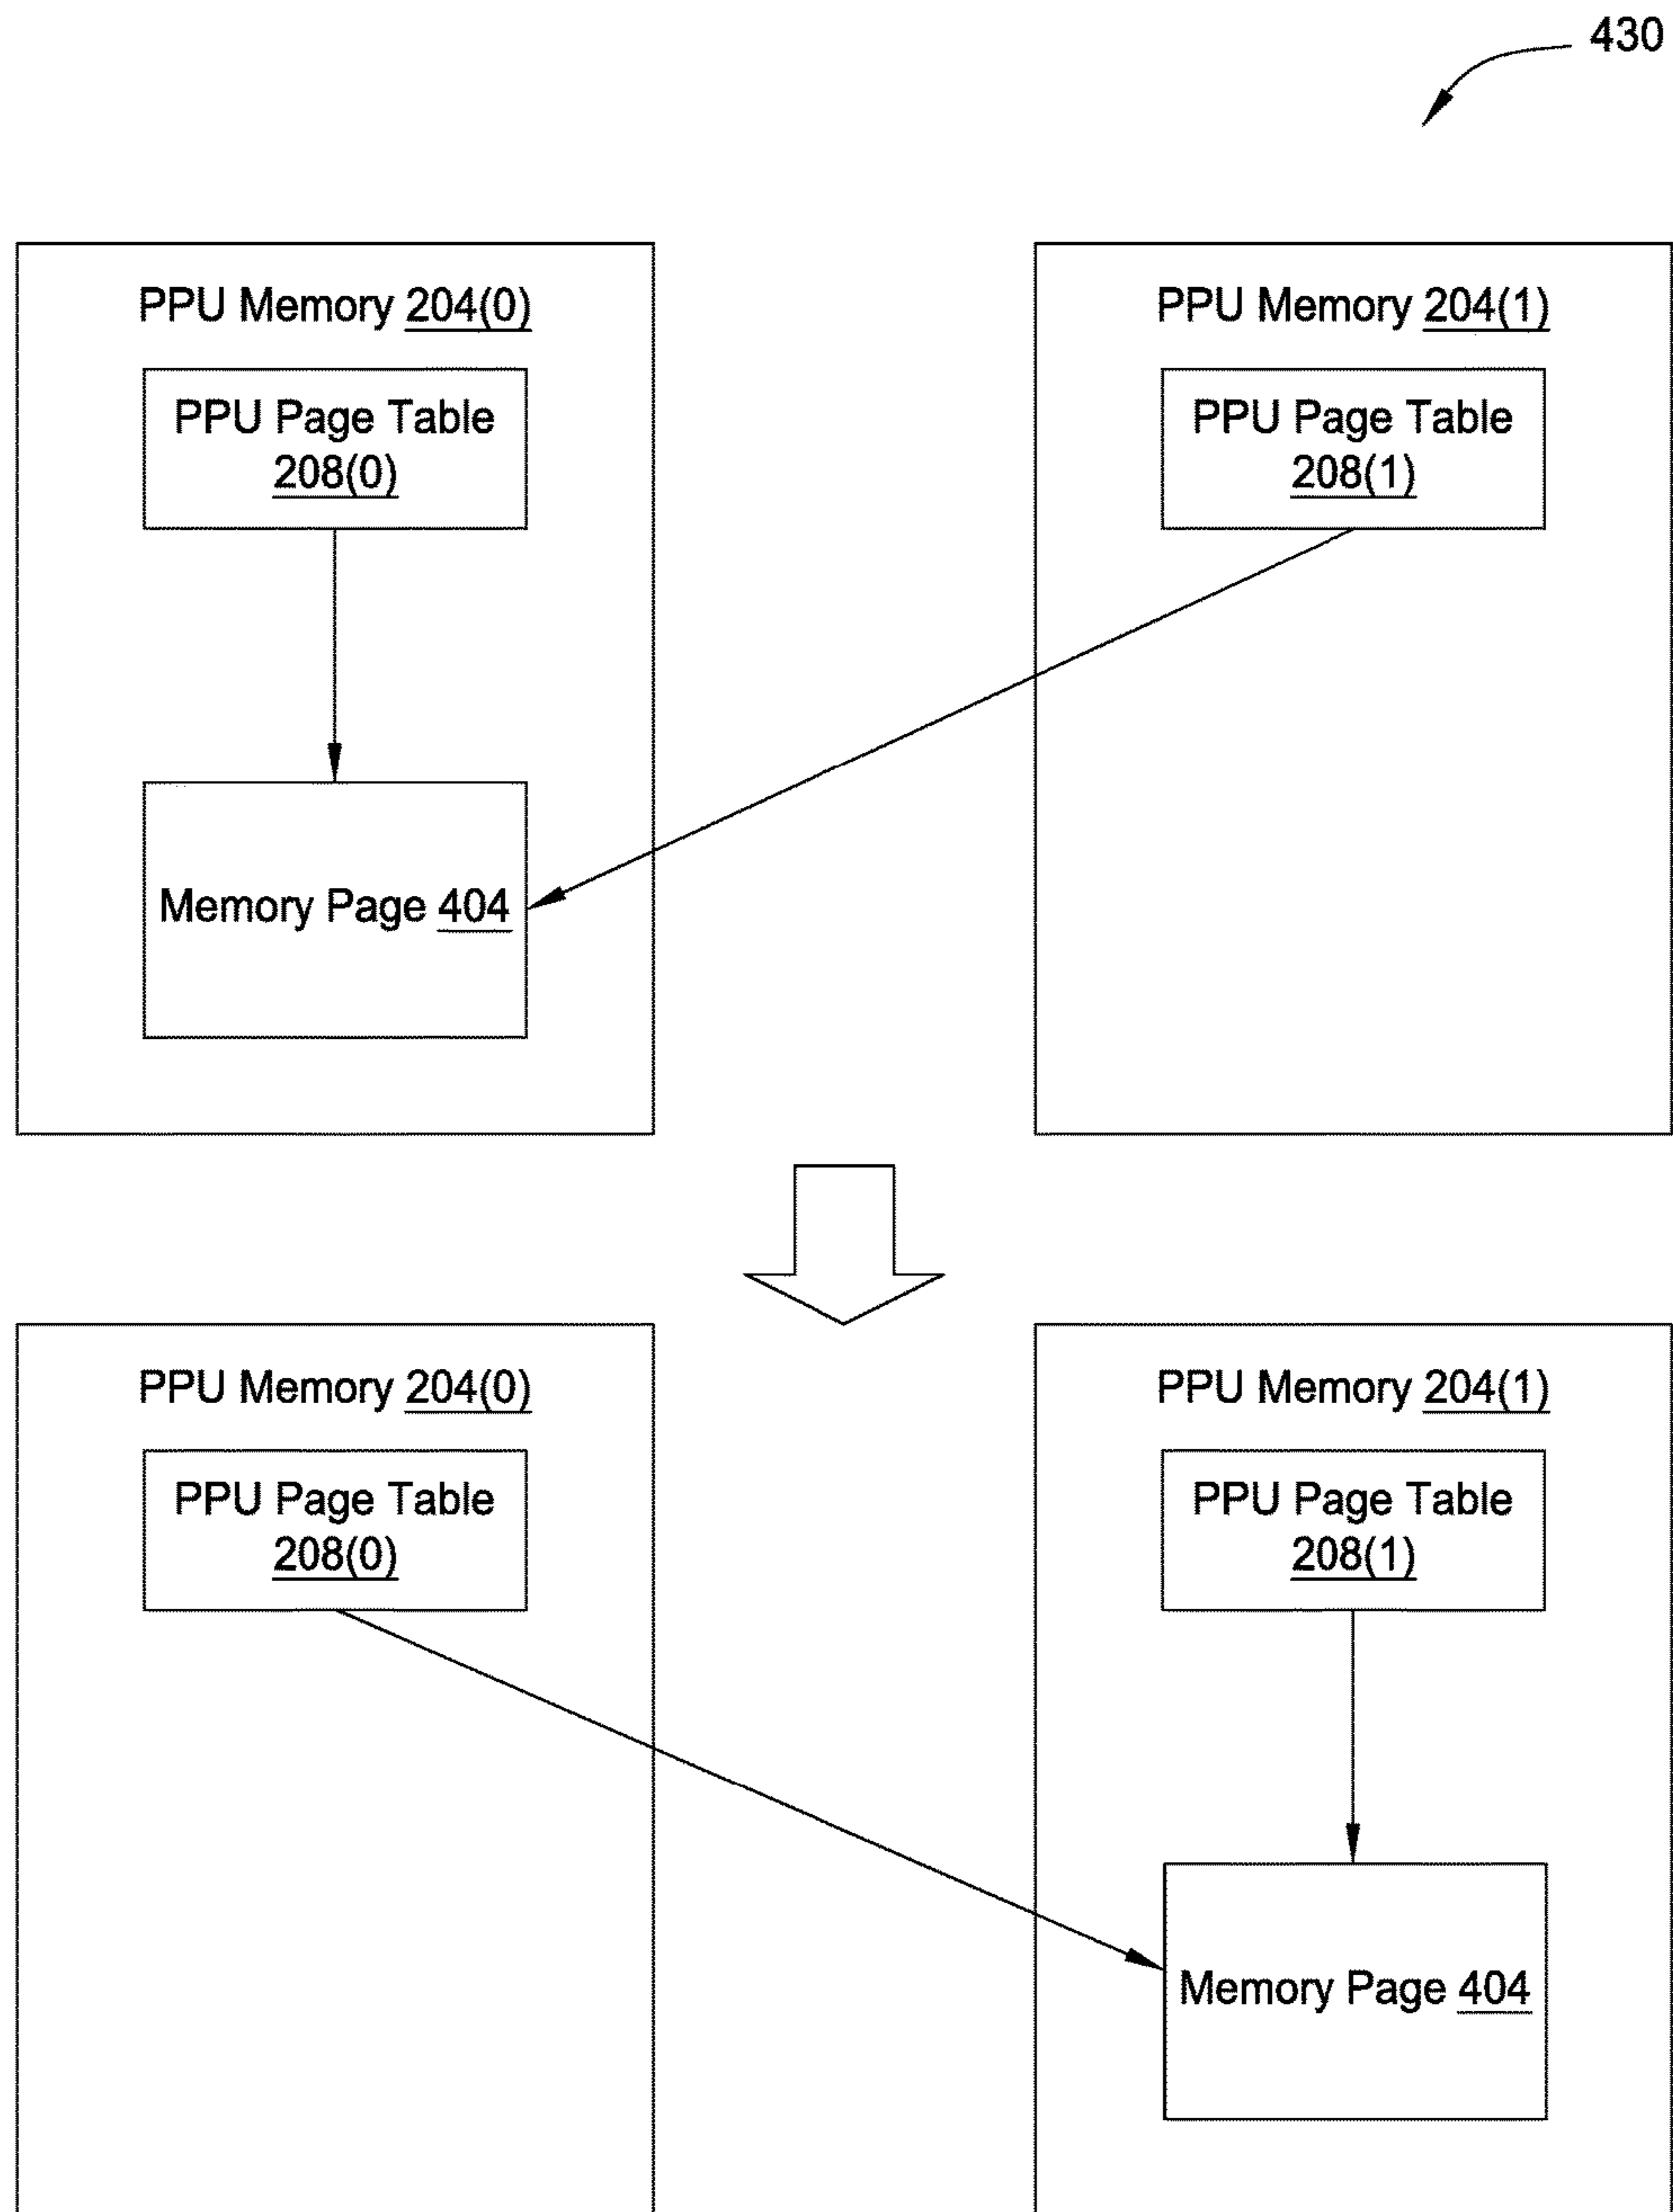 430
PPU Memory 204(0)
PPU Memory 204(1)
PPU Page Table
208(0)
PPU Page Table
208(1)
Memory Page 404
PPU Memory 204(0)
PPU Memory 204(1)
PPU Page Table
208(0)
PPU Page Table
208(1)
Memory Page 404